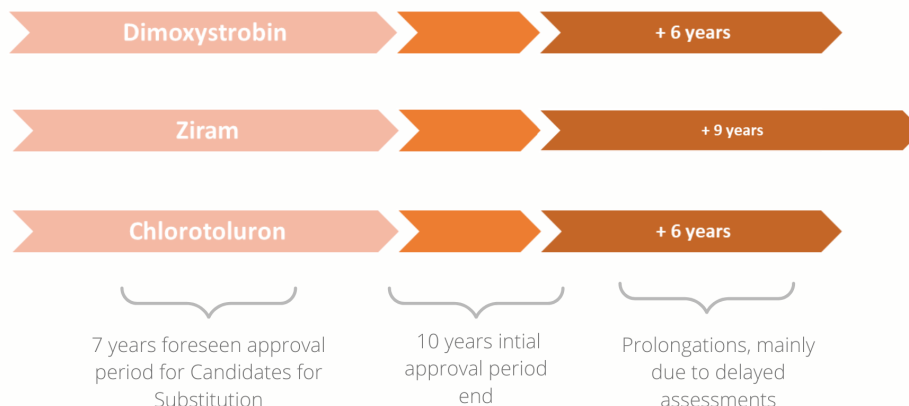 Dimoxystrobin
+ 6 years
Ziram
+ 9 years
Chlorotoluron
+ 6 years
7 years foreseen approval
period for Candidates for
Substitution
10 years intial
approval period
end
Prolongations, mainly
due to delayed
assessments